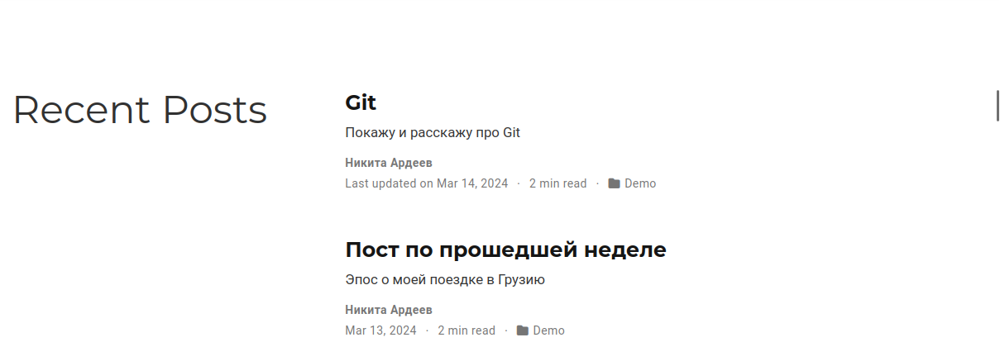 Recent Posts
Git
Покажу и расскажу про Git
Никита Ардеев
Last updated on Mar 14, 2024 · 2 min read · Demo
Пост по прошедшей неделе
Эпос о моей поездке в Грузию
Никита Ардеев
Mar 13, 2024 · 2 min read · Demo